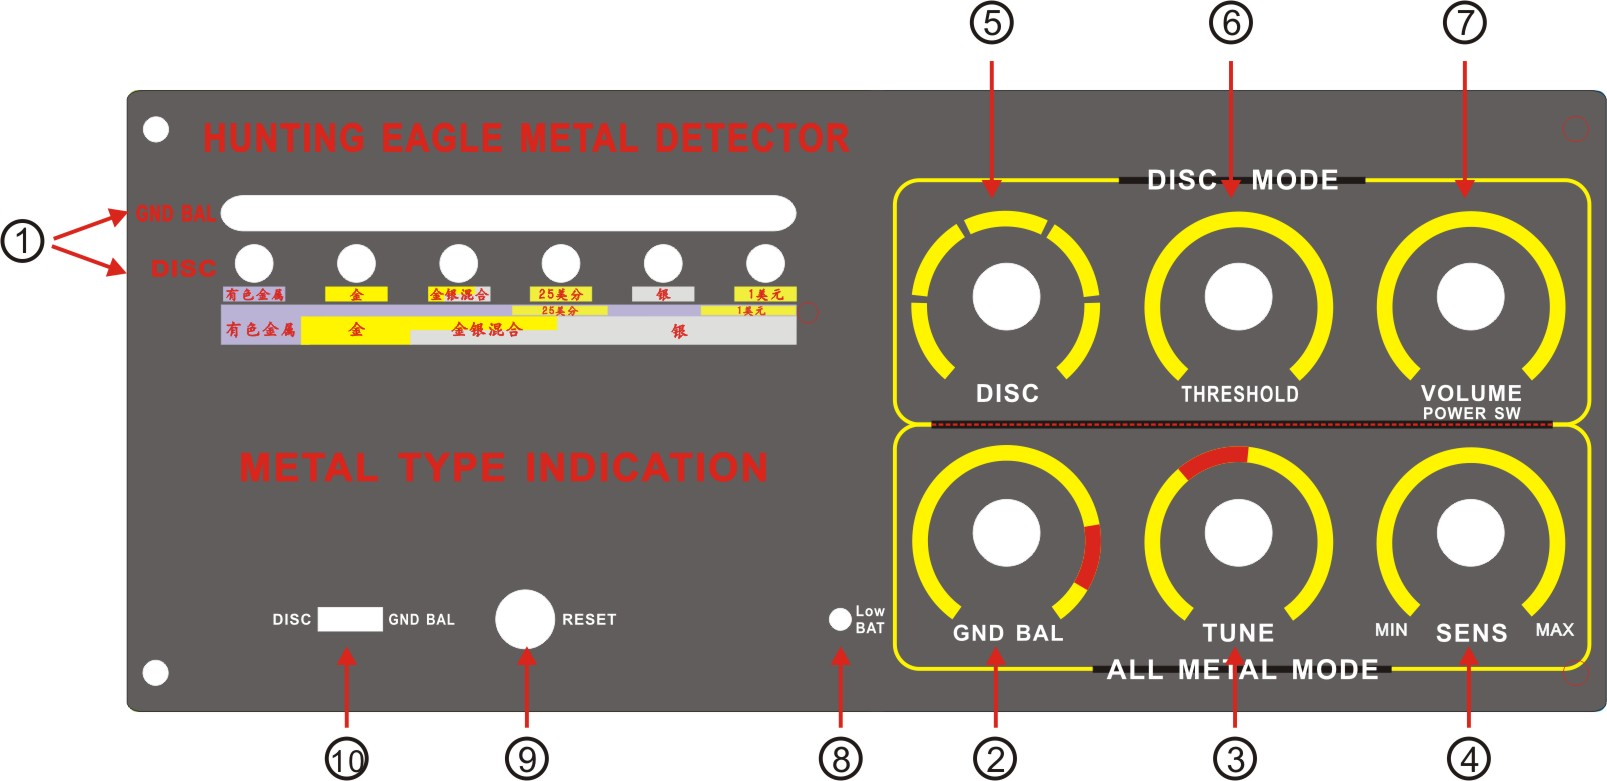 ⑤ ⑥ ⑦
HUNTING EAGLE METAL DETECTOR
DISC MODE
①
GND BAL
DISC
有色金属 金 金银混合 25美分 银 1美元
25美分 1美元
有色金属 金 金银混合 银
DISC THRESHOLD VOLUME
POWER SW
METAL TYPE INDICATION
DISC GND BAL RESET
Low
BAT
GND BAL TUNE MIN SENS MAX
ALL METAL MODE
⑩ ⑨ ⑧ ② ③ ④